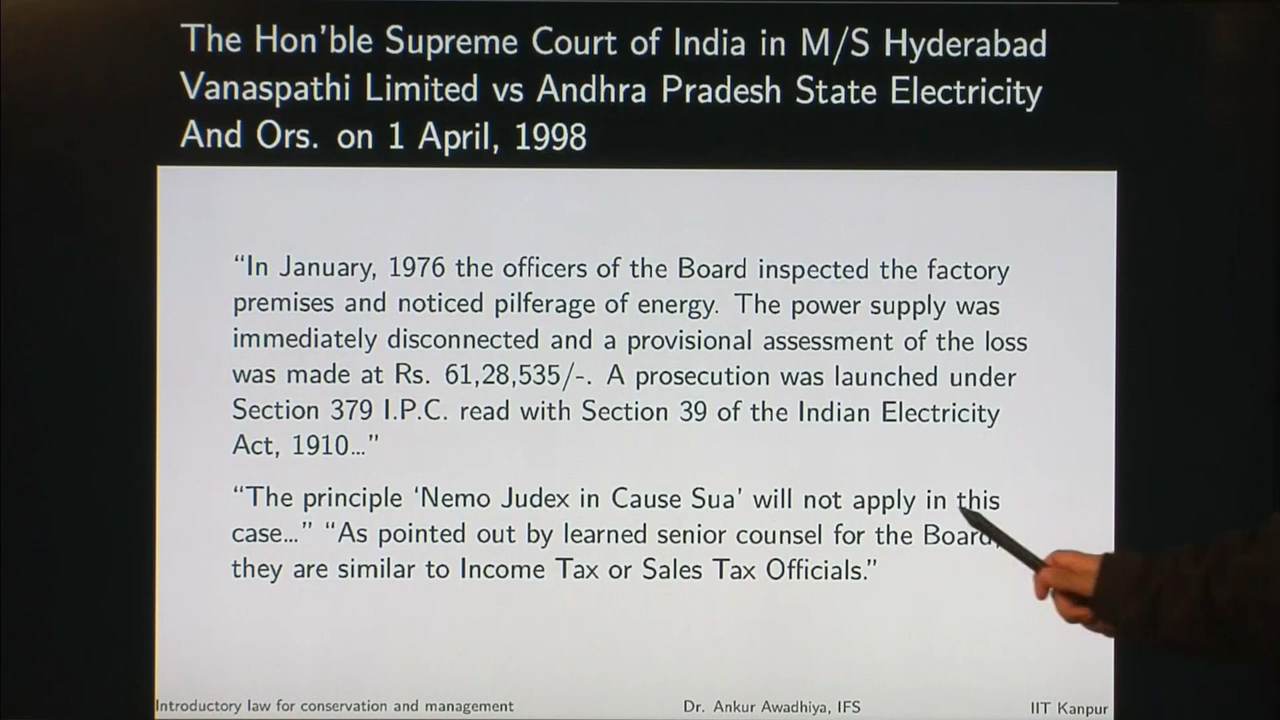 The Hon'ble Supreme Court of India in M/S Hyderabad
Vanaspathi Limited vs Andhra Pradesh State Electricity
And Ors. on 1 April, 1998
“In January, 1976 the officers of the Board inspected the factory
premises and noticed pilferage of energy. The power supply was
immediately disconnected and a provisional assessment of the loss
was made at Rs. 61,28,535/-. A prosecution was launched under
Section 379 I.P.C. read with Section 39 of the Indian Electricity
Act, 1910...”
“The principle ‘Nemo Judex in Cause Sua’ will not apply in this
case...” “As pointed out by learned senior counsel for the Board,
they are similar to Income Tax or Sales Tax Officials.”
Introductory law for conservation and management Dr. Ankur Awadhiya, IFS IIT Kanpur